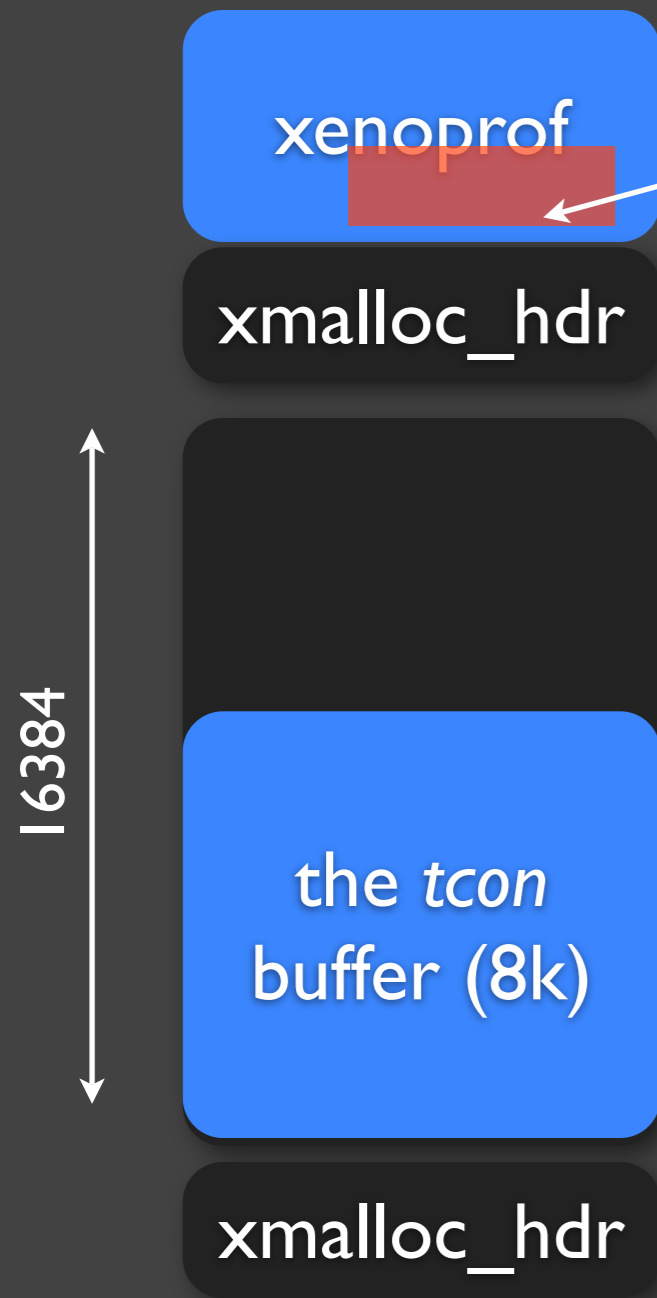 xenoprof
xmalloc_hdr
16384
the tcon
buffer (8k)
xmalloc_hdr